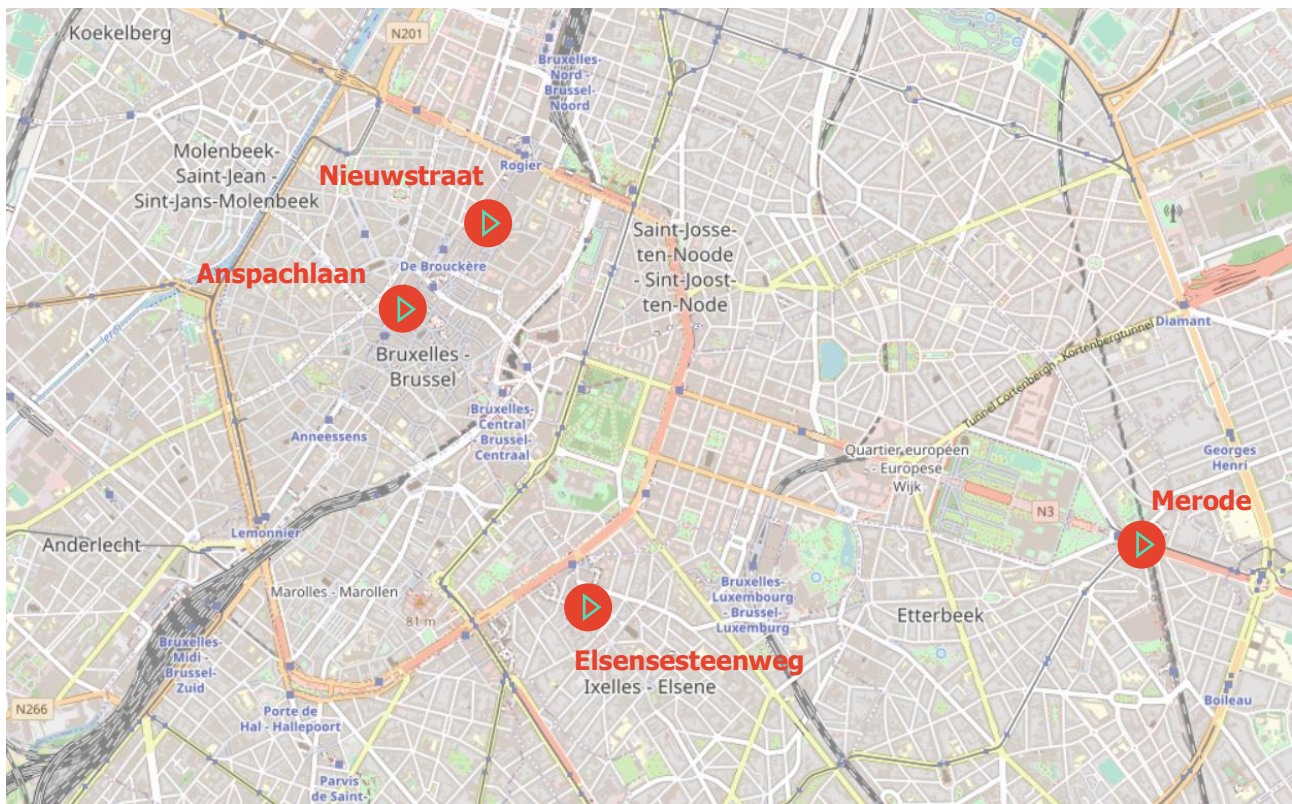 Koekelberg
N201
Bruxelles-
Nord -
Brussel-
Noord
Molenbeek-
Saint-Jean -
Sint-Jans-Molenbeek
Rogier
Nieuwstraat
Saint-Josse-
ten-Noode
- Sint-Joost-
ten-Node
De Brouckère
Anspachlaan
Diamant
Tunnel Cortenbergh - Kortenbergtunnel
Bruxelles -
Brussel
Bruxelles-
Central
- Brussel-
Centraal
Anneessens
Quartier européen
- Europese
Wijk
Georges
Henri
Merode
N3
Lemonnier
Anderlecht
Marolles - Marollen
81 m
Bruxelles-
Luxembourg
- Brussel-
Luxemburg
Etterbeek
Bruxelles-
Midi -
Brussel-
Zuid
Elsensesteenweg
Ixelles - Elsene
N266
Porte de
Hal - Hallepoort
Boileau
Parvis
de Saint-